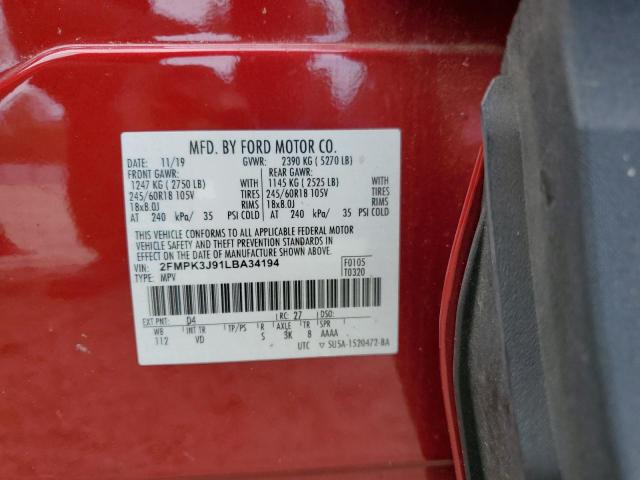 MFD. BY FORD MOTOR CO.
DATE: 11/19 GVWR: 2390 KG ( 5270 LB)
FRONT GAWR: REAR GAWR:
1247 KG ( 2750 LB) WITH 1145 KG ( 2525 LB) WITH
245/60R18 105V TIRES 245/60R18 105V TIRES
18x8.0J RIMS 18x8.0J RIMS
AT 240 kPa/ 35 PSI COLD AT 240 kPa/ 35 PSI COLD
THIS VEHICLE CONFORMS TO ALL APPLICABLE FEDERAL MOTOR
VEHICLE SAFETY AND THEFT PREVENTION STANDARDS IN
EFFECT ON THE DATE OF MANUFACTURE SHOWN ABOVE.
VIN: 2FMPK3J91LBA34194 F0105
TYPE: MPV T0320
EXT PNT: D4 RC: 27 DSO:
WB INT TR TP/PS R AXLE TR SPR
112 VD S 3K 8 AAAA
UTC ▽ 5U5A-1520472-BA